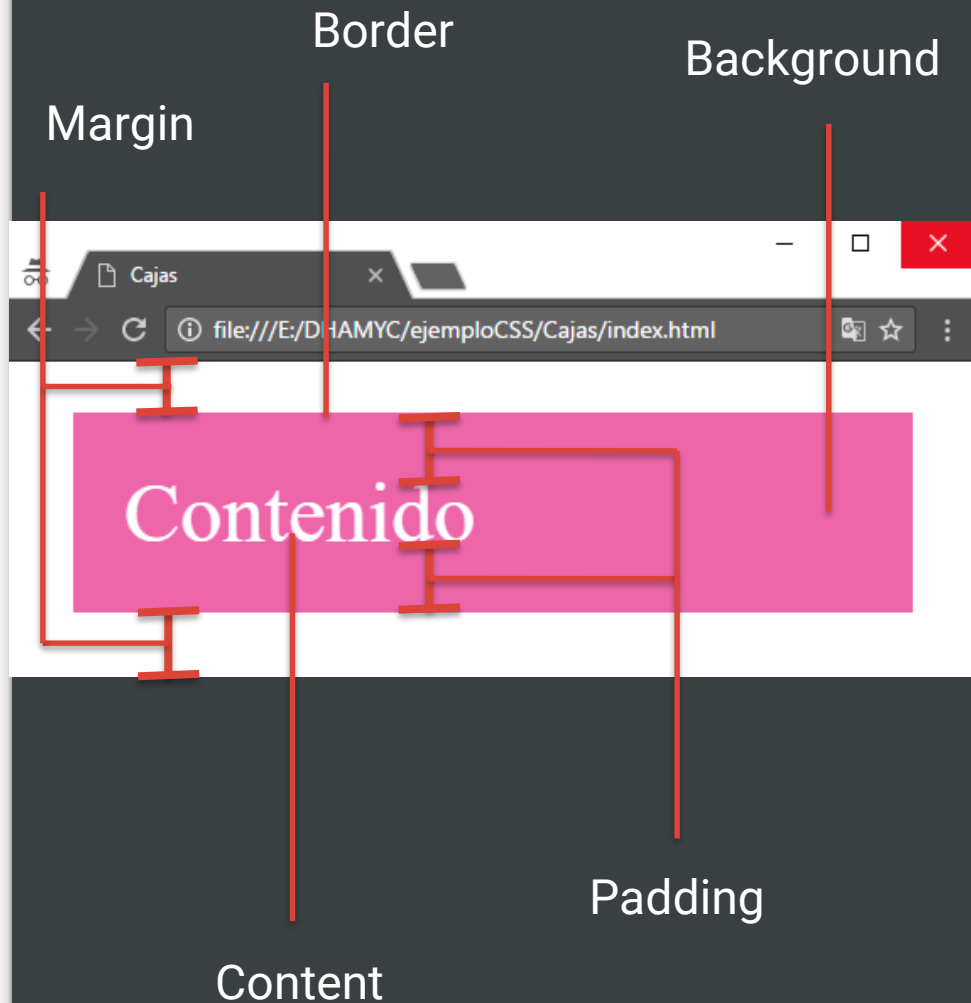 Border
Background
Margin
Cajas
file:///E:/DHAMYC/ejemploCSS/Cajas/index.html
Contenido
Padding
Content